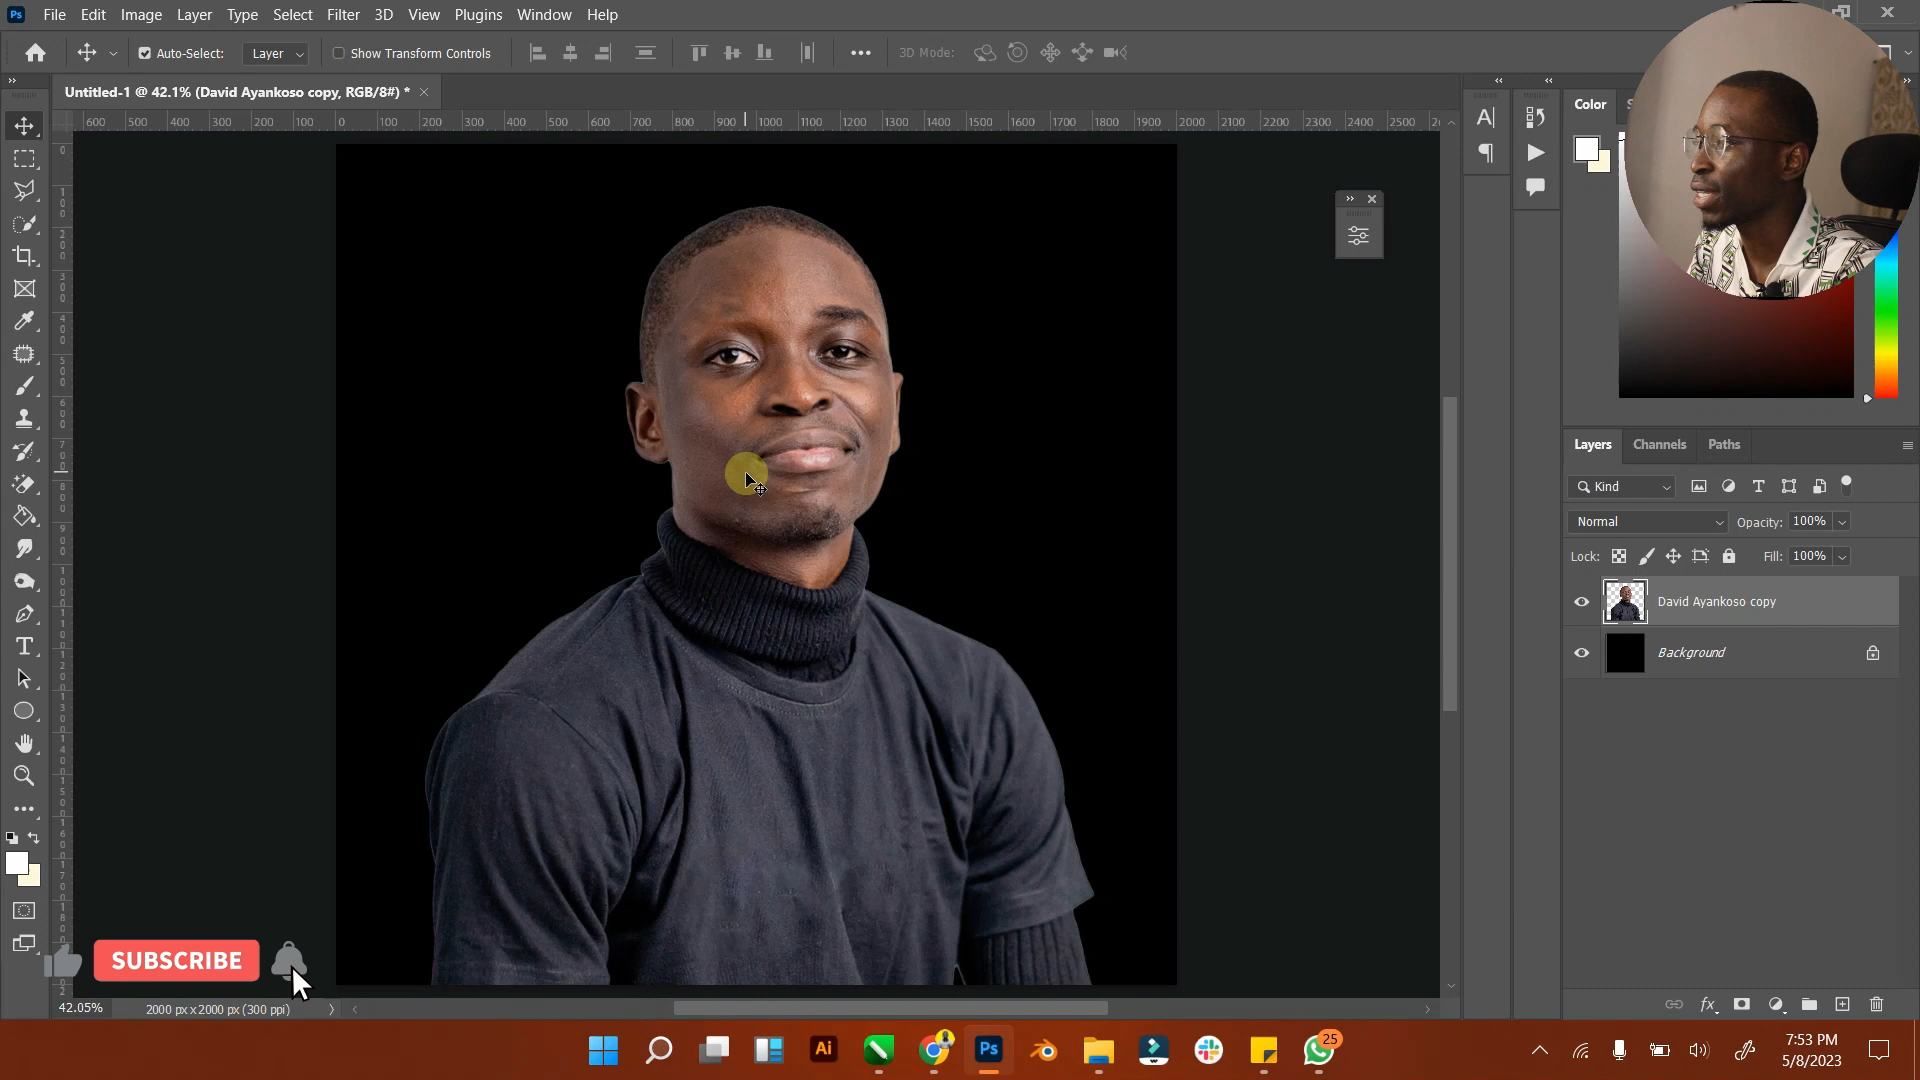 Ps File Edit Image Layer Type Select Filter 3D View Plugins Window Help
Auto-Select: Layer Show Transform Controls 3D Mode:
Untitled-1 @ 42.1% (David Ayankoso copy, RGB/8#) *
600 500 400 300 200 100 0 100 200 300 400 500 600 700 800 900 1000 1100 1200 1300 1400 1500 1600 1700 1800 1900 2000 2100 2200 2300 2400 2500
Color
Layers Channels Paths
Kind
Normal Opacity: 100%
Lock: Fill: 100%
David Ayankoso copy
Background
SUBSCRIBE
42.05% 2000 px x 2000 px (300 ppi)
Ai Ps 25
7:53 PM
5/8/2023